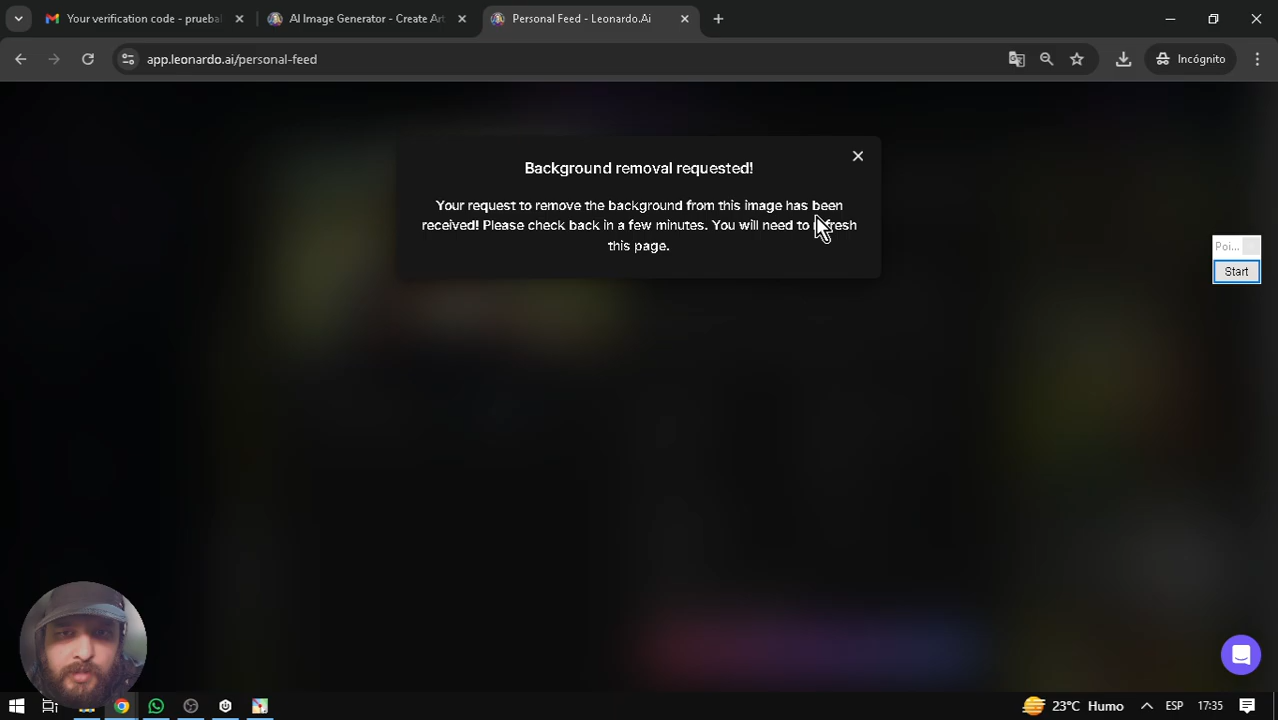 Your verification code - prueba
AI Image Generator - Create Art
Personal Feed - Leonardo.Ai
app.leonardo.ai/personal-feed
Incógnito
Background removal requested!
Your request to remove the background from this image has been
received! Please check back in a few minutes. You will need to refresh
this page.
Poi...
Start
23°C Humo
ESP
17:35